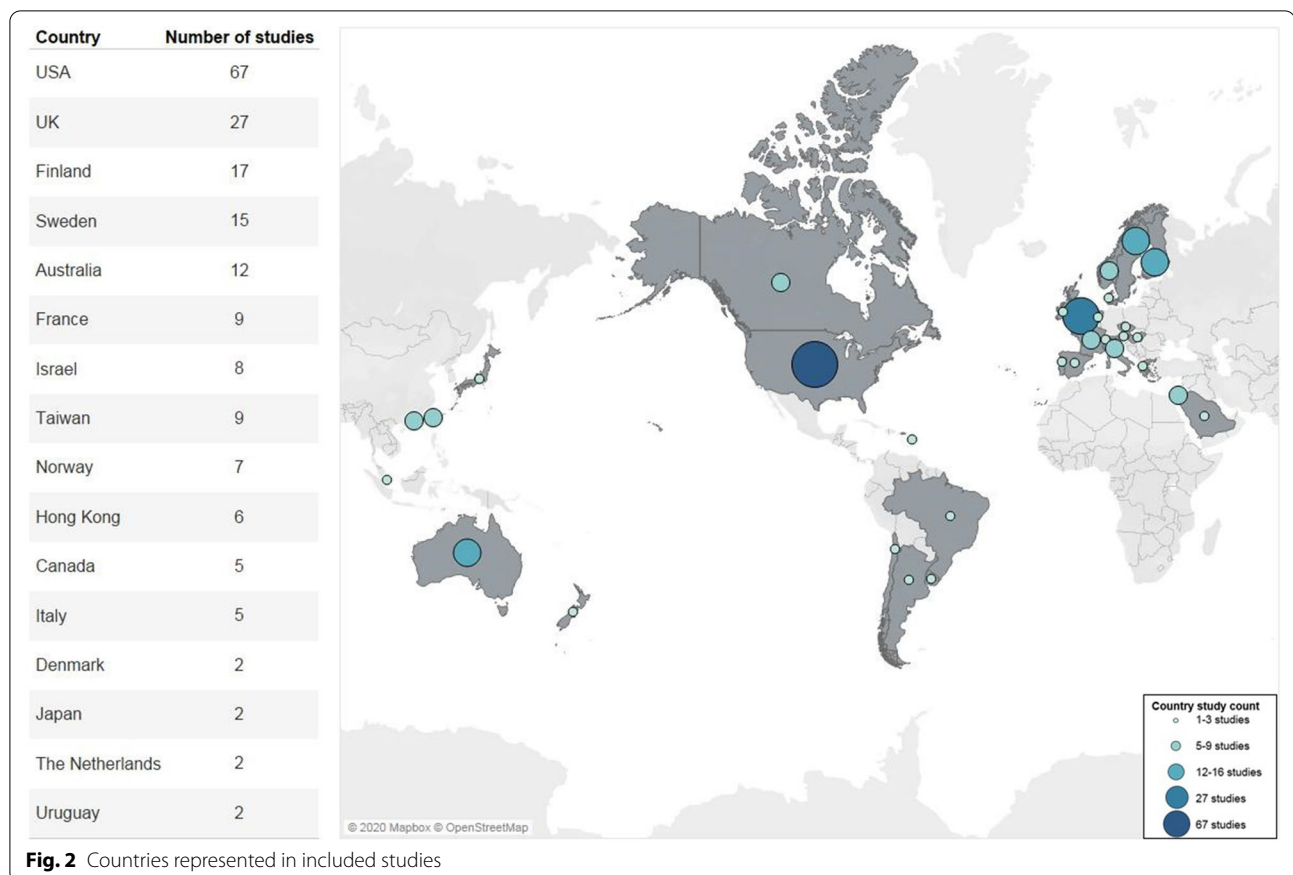 Country Number of studies
USA 67
UK 27
Finland 17
Sweden 15
Australia 12
France 9
Israel 8
Taiwan 9
Norway 7
Hong Kong 6
Canada 5
Italy 5
Denmark 2
Japan 2
The Netherlands 2
Uruguay 2
Country study count
1-3 studies
5-9 studies
12-16 studies
27 studies
67 studies
© 2020 Mapbox © OpenStreetMap
Fig. 2 Countries represented in included studies